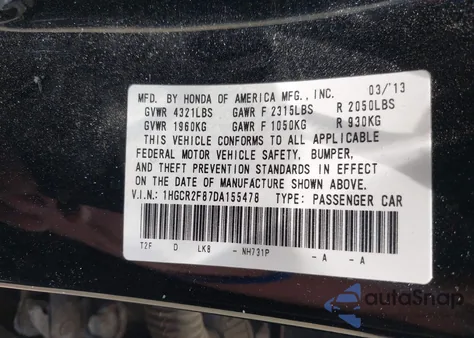 MFD. BY HONDA OF AMERICA MFG., INC. 03/'13
GVWR 4321LBS GAWR F 2315LBS R 2050LBS
GVWR 1960KG GAWR F 1050KG R 930KG
THIS VEHICLE CONFORMS TO ALL APPLICABLE
FEDERAL MOTOR VEHICLE SAFETY, BUMPER,
AND THEFT PREVENTION STANDARDS IN EFFECT
ON THE DATE OF MANUFACTURE SHOWN ABOVE.
V.I.N.: 1HGCR2F87DA155478 TYPE: PASSENGER CAR
T2F D LK8 - NH731P - A - A
autoSnap